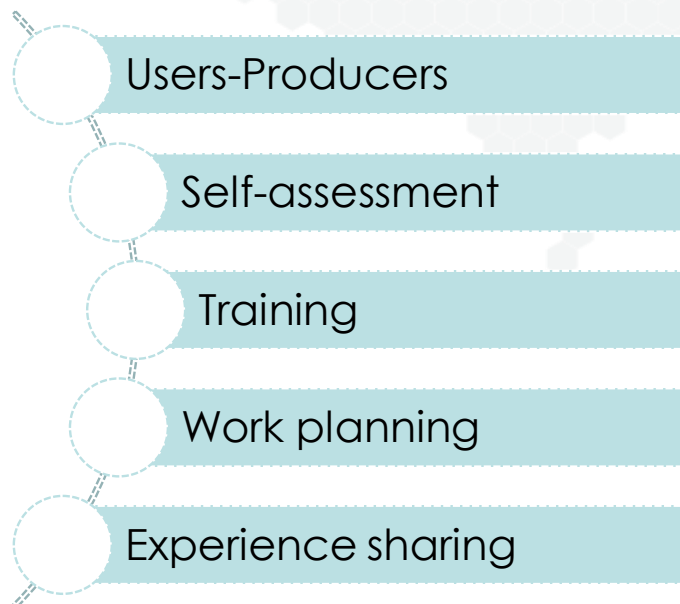 Users-Producers
Self-assessment
Training
Work planning
Experience sharing